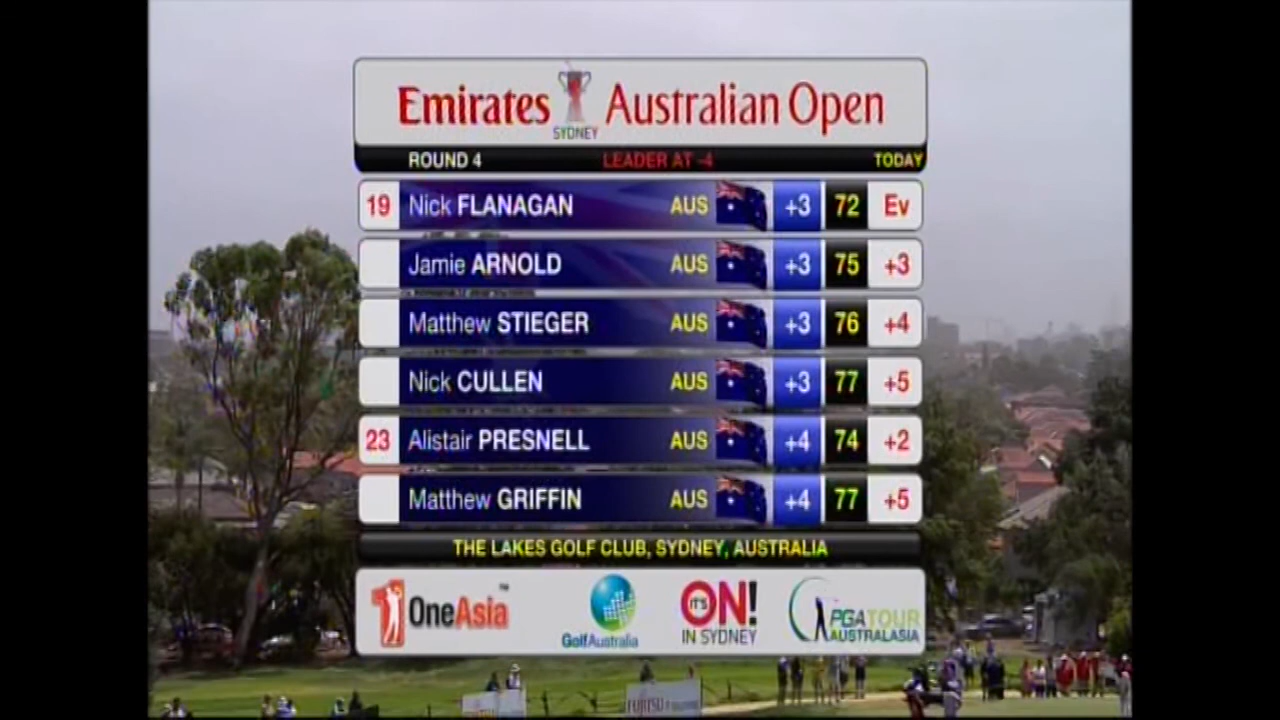 Emirates Australian Open
SYDNEY
ROUND 4 LEADER AT -4 TODAY
19 Nick FLANAGAN AUS +3 72 Ev
Jamie ARNOLD AUS +3 75 +3
Matthew STIEGER AUS +3 76 +4
Nick CULLEN AUS +3 77 +5
23 Alistair PRESNELL AUS +4 74 +2
Matthew GRIFFIN AUS +4 77 +5
THE LAKES GOLF CLUB, SYDNEY, AUSTRALIA
1 OneAsia™
GolfAustralia
IT'S ON!
IN SYDNEY
PGA TOUR
AUSTRALASIA
FUJITSU